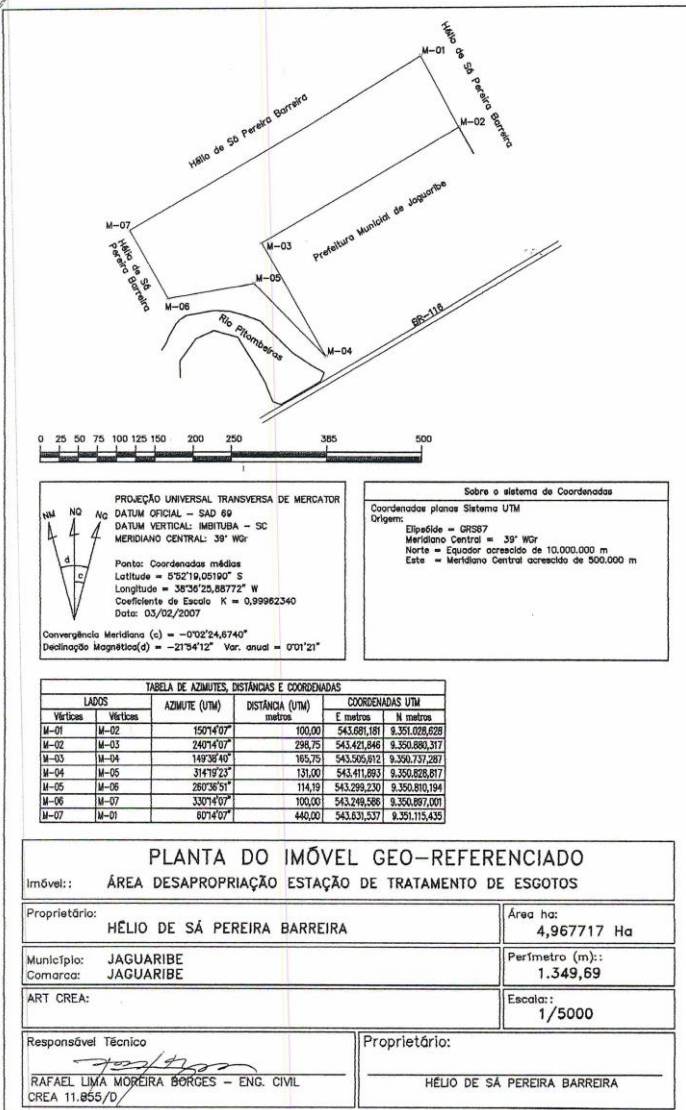 M-01
Hélio de Sá Pereira Barreira
Hélio de Sá Pereira Barreira
M-02
M-07
Prefeitura Municial de Jaguaribe
M-03
Hélio de Sá
Pereira Barreira
M-05
M-06
Rio Pitombeiras
BR-116
M-04
0 25 50 75 100 125 150 200 250 385 500
NM NQ NG
d
c
PROJEÇÃO UNIVERSAL TRANSVERSA DE MERCATOR
DATUM OFICIAL - SAD 69
DATUM VERTICAL: IMBITUBA - SC
MERIDIANO CENTRAL: 39° WGr
Ponto: Coordenadas médias
Latitude = 5°52'19,05190" S
Longitude = 38°36'25,88772" W
Coeficiente de Escala K = 0,99962340
Data: 03/02/2007
Convergência Meridiana (c) = -0°02'24,6740"
Declinação Magnética(d) = -21°54'12" Var. anual = 0°01'21"
Sobre o sistema de Coordenadas
Coordenadas planas Sistema UTM
Origem:
Elipsóide = GRS67
Meridiano Central = 39° WGr
Norte = Equador acrescido de 10.000.000 m
Este = Meridiano Central acrescido de 500.000 m
TABELA DE AZIMUTES, DISTÂNCIAS E COORDENADAS
LADOS AZIMUTE (UTM) DISTÂNCIA (UTM) metros COORDENADAS UTM
Vértices Vértices E metros N metros
M-01 M-02 150°14'07" 100,00 543.681,181 9.351.028,628
M-02 M-03 240°14'07" 298,75 543.421,846 9.350.880,317
M-03 M-04 149°38'40" 165,75 543.505,612 9.350.737,287
M-04 M-05 314°19'23" 131,00 543.411,893 9.350.828,817
M-05 M-06 260°36'51" 114,19 543.299,230 9.350.810,194
M-06 M-07 330°14'07" 100,00 543.249,586 9.350.897,001
M-07 M-01 60°14'07" 440,00 543.631,537 9.351.115,435
PLANTA DO IMÓVEL GEO-REFERENCIADO
Imóvel:: ÁREA DESAPROPRIAÇÃO ESTAÇÃO DE TRATAMENTO DE ESGOTOS
Proprietário:
HÉLIO DE SÁ PEREIRA BARREIRA
Área ha:
4,967717 Ha
Município: JAGUARIBE
Comarca: JAGUARIBE
Perímetro (m)::
1.349,69
ART CREA:
Escala::
1/5000
Responsável Técnico
RAFAEL LIMA MOREIRA BORGES - ENG. CIVIL
CREA 11.855/D
Proprietário:
HÉLIO DE SÁ PEREIRA BARREIRA